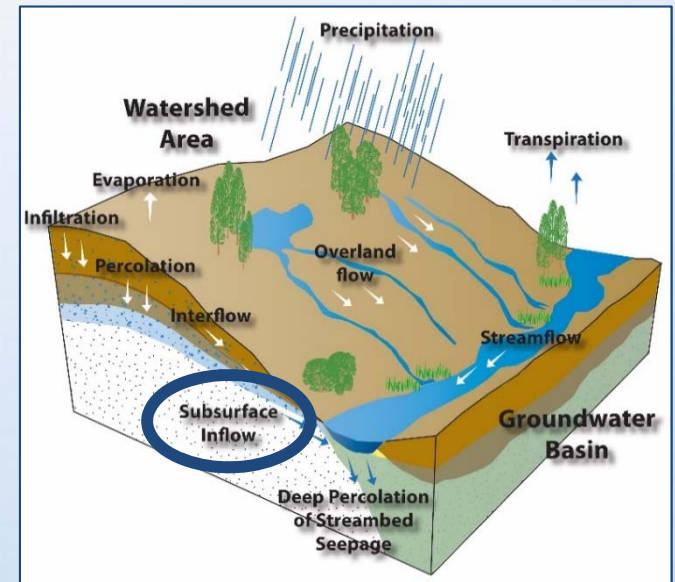 Precipitation
Watershed
Area
Transpiration
Evaporation
Infiltration
Overland
flow
Percolation
Interflow
Streamflow
Subsurface
Inflow
Groundwater
Basin
Deep Percolation
of Streambed
Seepage